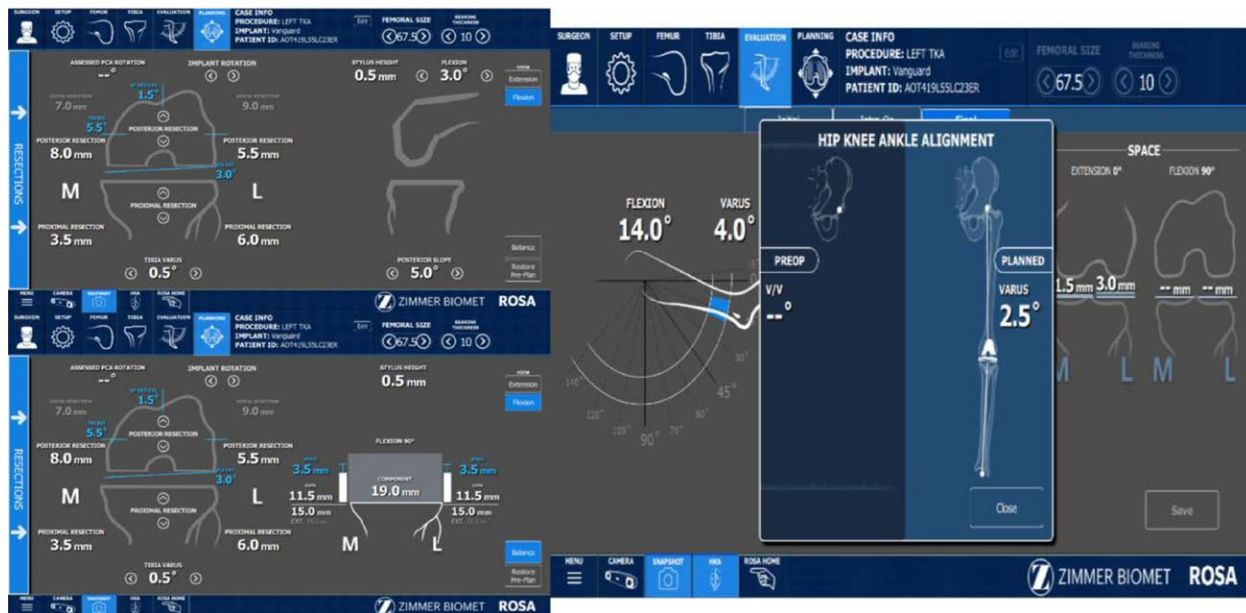 SURGEON SETUP FEMUR TIBIA EVALUATION PLANNING
CASE INFO
PROCEDURE: LEFT TKA
IMPLANT: Vanguard
PATIENT ID: AOT419L55LC23ER
Edit
FEMORAL SIZE
67.5
BEARING THICKNESS
10
ASSESSED PCA ROTATION
--°
IMPLANT ROTATION
STYLUS HEIGHT
0.5 mm
FLEXION
3.0°
VIEW
Extension
Flexion
RESECTIONS
7.0 mm
1.5°
9.0 mm
5.5°
POSTERIOR RESECTION
POSTERIOR RESECTION
8.0 mm
POSTERIOR RESECTION
5.5 mm
3.0°
M L
PROXIMAL RESECTION
PROXIMAL RESECTION
3.5 mm
PROXIMAL RESECTION
6.0 mm
TIBIA VARUS
0.5°
POSTERIOR SLOPE
5.0°
Balance
Restore
Pre-Plan
MENU CAMERA SNAPSHOT HKA ROSA HOME
ZIMMER BIOMET ROSA
SURGEON SETUP FEMUR TIBIA EVALUATION PLANNING
CASE INFO
PROCEDURE: LEFT TKA
IMPLANT: Vanguard
PATIENT ID: AOT419L55LC23ER
Edit
FEMORAL SIZE
67.5
BEARING THICKNESS
10
ASSESSED PCA ROTATION
--°
IMPLANT ROTATION
STYLUS HEIGHT
0.5 mm
VIEW
Extension
Flexion
RESECTIONS
7.0 mm
1.5°
9.0 mm
5.5°
POSTERIOR RESECTION
POSTERIOR RESECTION
8.0 mm
POSTERIOR RESECTION
5.5 mm
3.0°
M L
PROXIMAL RESECTION
PROXIMAL RESECTION
3.5 mm
PROXIMAL RESECTION
6.0 mm
TIBIA VARUS
0.5°
FLEXION 90°
3.5 mm
3.5 mm
COMPONENT
19.0 mm
11.5 mm
11.5 mm
15.0 mm
15.0 mm
M L
Balance
Restore
Pre-Plan
MENU CAMERA SNAPSHOT HKA ROSA HOME
ZIMMER BIOMET ROSA
SURGEON SETUP FEMUR TIBIA EVALUATION PLANNING
CASE INFO
PROCEDURE: LEFT TKA
IMPLANT: Vanguard
PATIENT ID: AOT419L55LC23ER
Edit
FEMORAL SIZE
67.5
BEARING
THICKNESS
10
FLEXION
14.0°
VARUS
4.0°
30°
45°
60°
75°
90°
105°
120°
140°
HIP KNEE ANKLE ALIGNMENT
PREOP
V/V
--°
PLANNED
VARUS
2.5°
Close
SPACE
EXTENSION 0° FLEXION 90°
1.5 mm 3.0 mm -- mm -- mm
M L M L
Save
MENU CAMERA SNAPSHOT HKA ROSA HOME
ZIMMER BIOMET ROSA